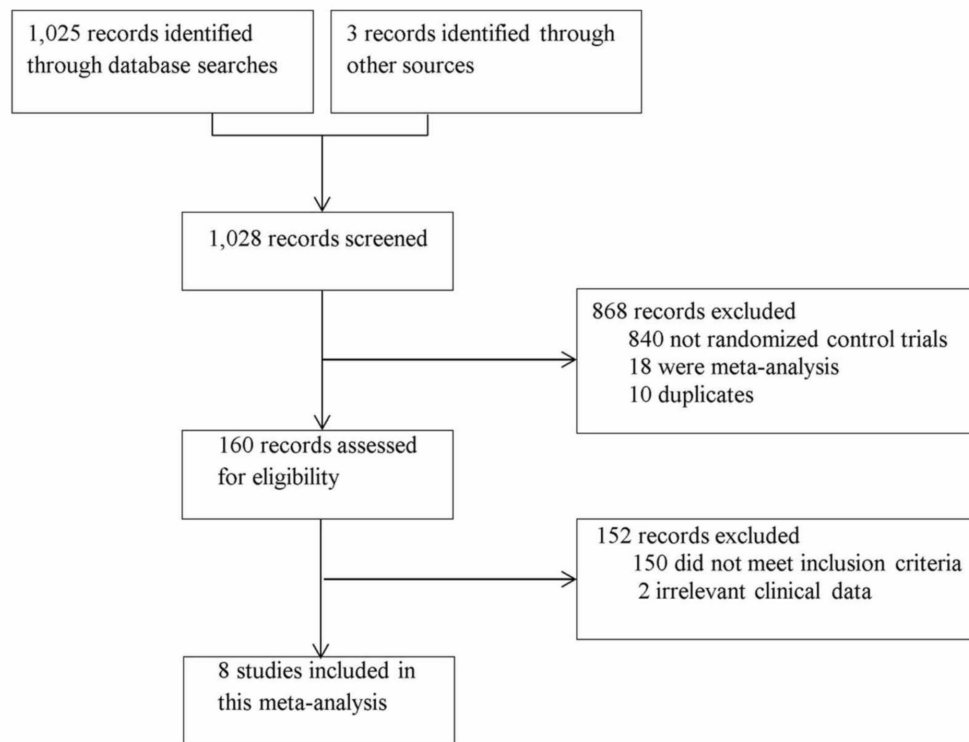 1,025 records identified
through database searches
3 records identified through
other sources
1,028 records screened
868 records excluded
840 not randomized control trials
18 were meta-analysis
10 duplicates
160 records assessed
for eligibility
152 records excluded
150 did not meet inclusion criteria
2 irrelevant clinical data
8 studies included in
this meta-analysis